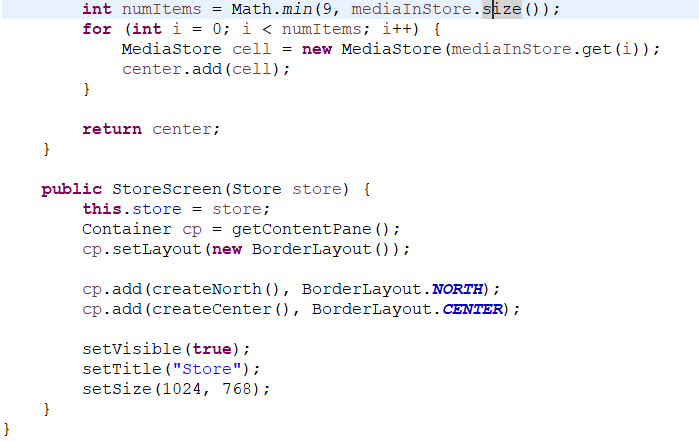 int numItems = Math.min(9, mediaInStore.size());
for (int i = 0; i < numItems; i++) {
MediaStore cell = new MediaStore(mediaInStore.get(i));
center.add(cell);
}
return center;
}
public StoreScreen(Store store) {
this.store = store;
Container cp = getContentPane();
cp.setLayout(new BorderLayout());
cp.add(createNorth(), BorderLayout.NORTH);
cp.add(createCenter(), BorderLayout.CENTER);
setVisible(true);
setTitle("Store");
setSize(1024, 768);
}
}